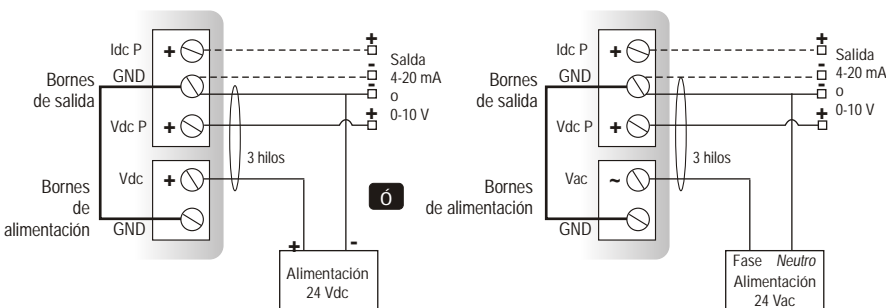 Idc P
+
GND
Bornes
de salida
Vdc P
+
Vdc
+
Bornes
de
alimentación
GND
3 hilos
+
-
-
+
Salda
4-20 mA
o
0-10 V
+
-
Alimentación
24 Vdc
Ó
Idc P
+
GND
Bornes
de salida
Vdc P
+
Vac
~
Bornes
de alimentación
GND
3 hilos
+
-
-
+
Salida
4-20 mA
o
0-10 V
Fase Neutro
Alimentación
24 Vac